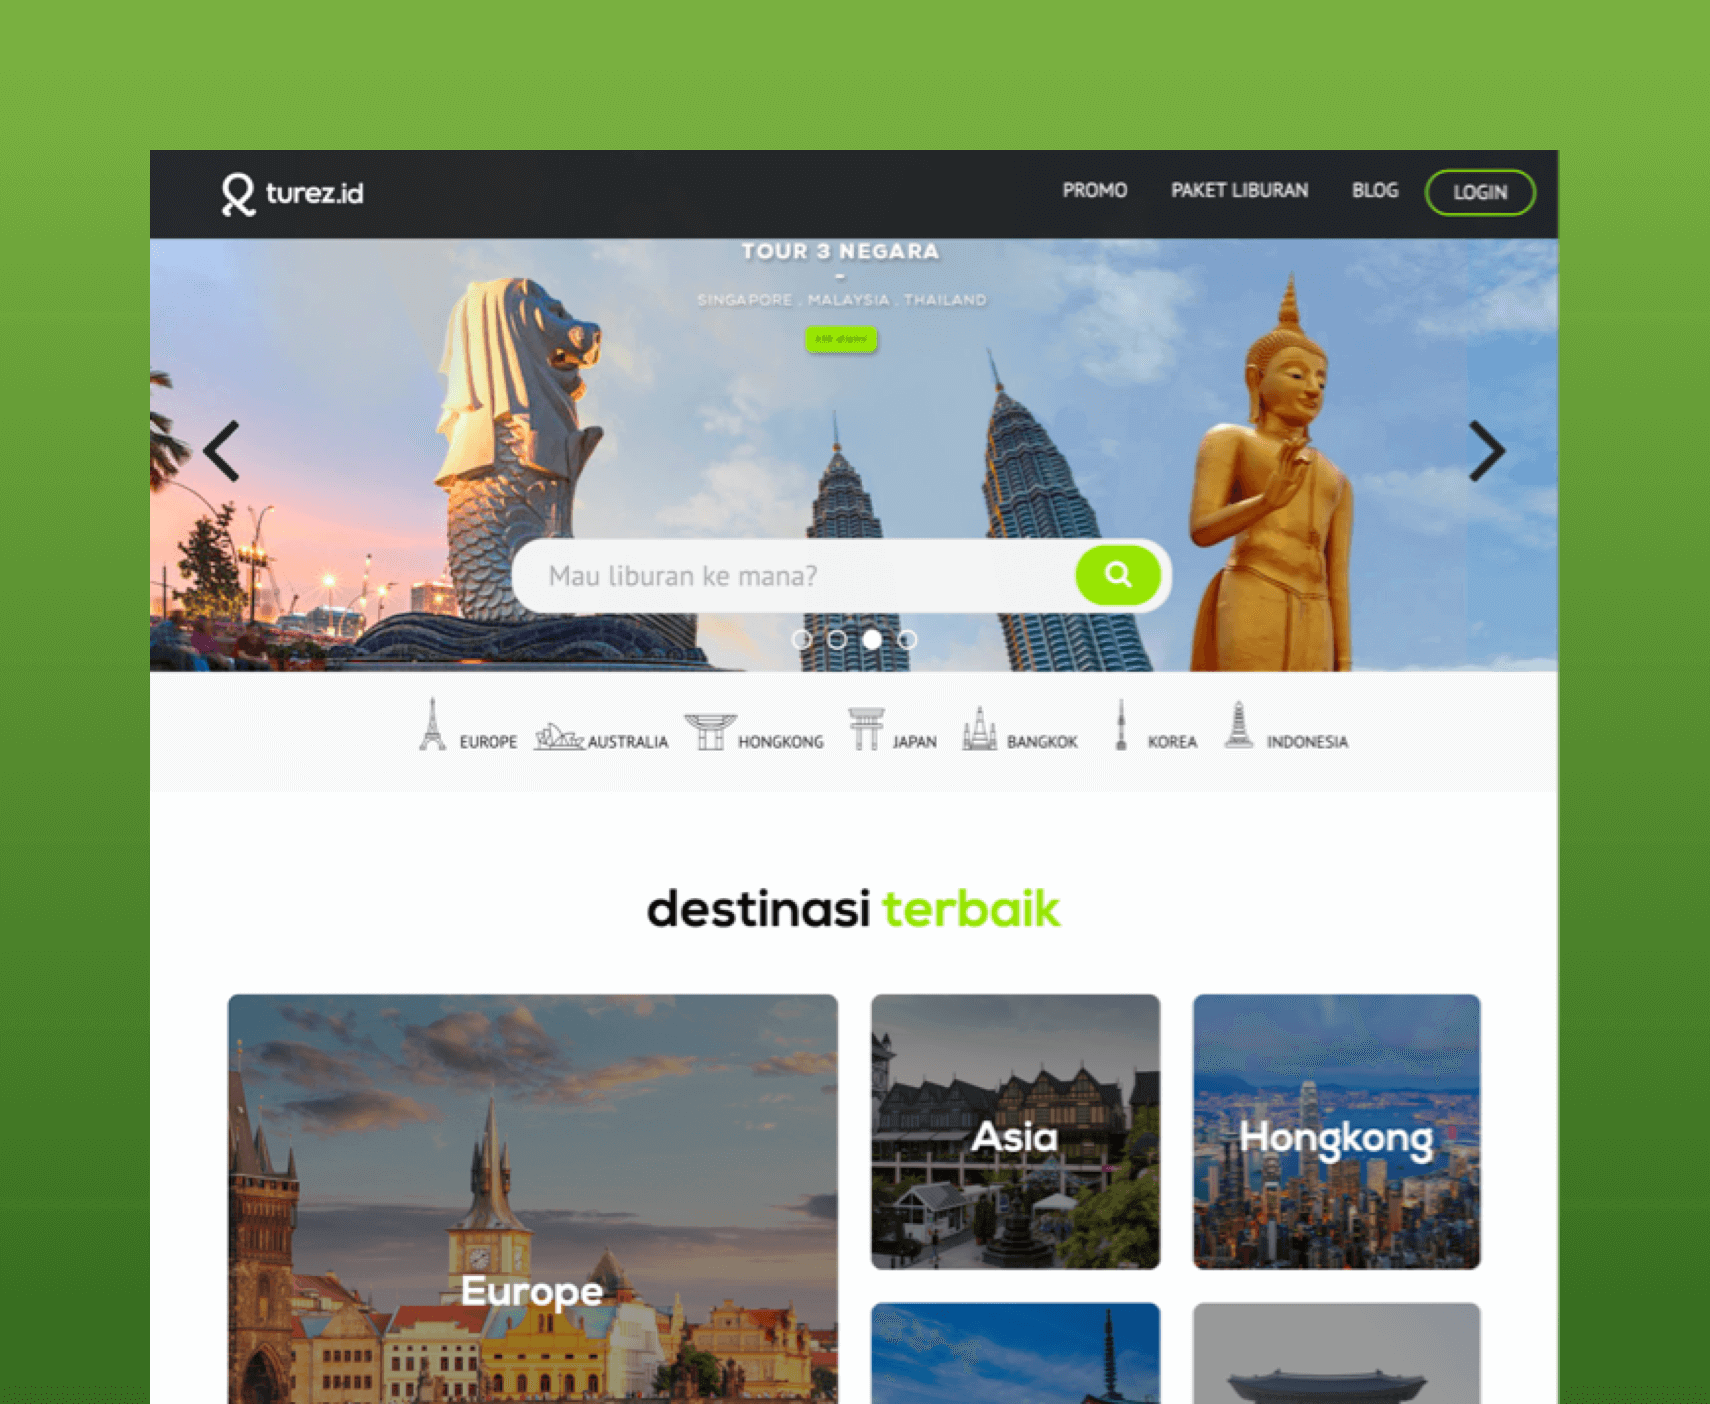 turez.id
PROMO PAKET LIBURAN BLOG LOGIN
TOUR 3 NEGARA
–
SINGAPORE . MALAYSIA . THAILAND
Mau liburan ke mana?
EUROPE AUSTRALIA HONGKONG JAPAN BANGKOK KOREA INDONESIA
destinasi terbaik
Asia Hongkong
Europe